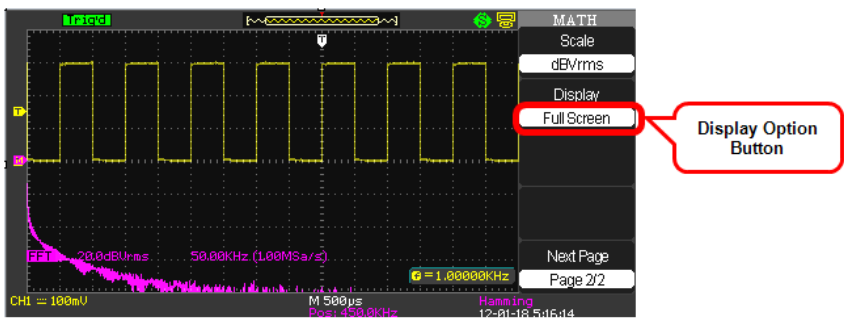 Trig'd
MATH
T
Scale
dBVrms
Display
Full Screen
Display Option
Button
T
M
FFT 20.0dBVrms 50.00KHz (1.00MSa/s)
f = 1.00000KHz
Next Page
Page 2/2
CH1 100mV
M 500µs
Hamming
Pos: 450.0KHz
12-01-18 5:16:14